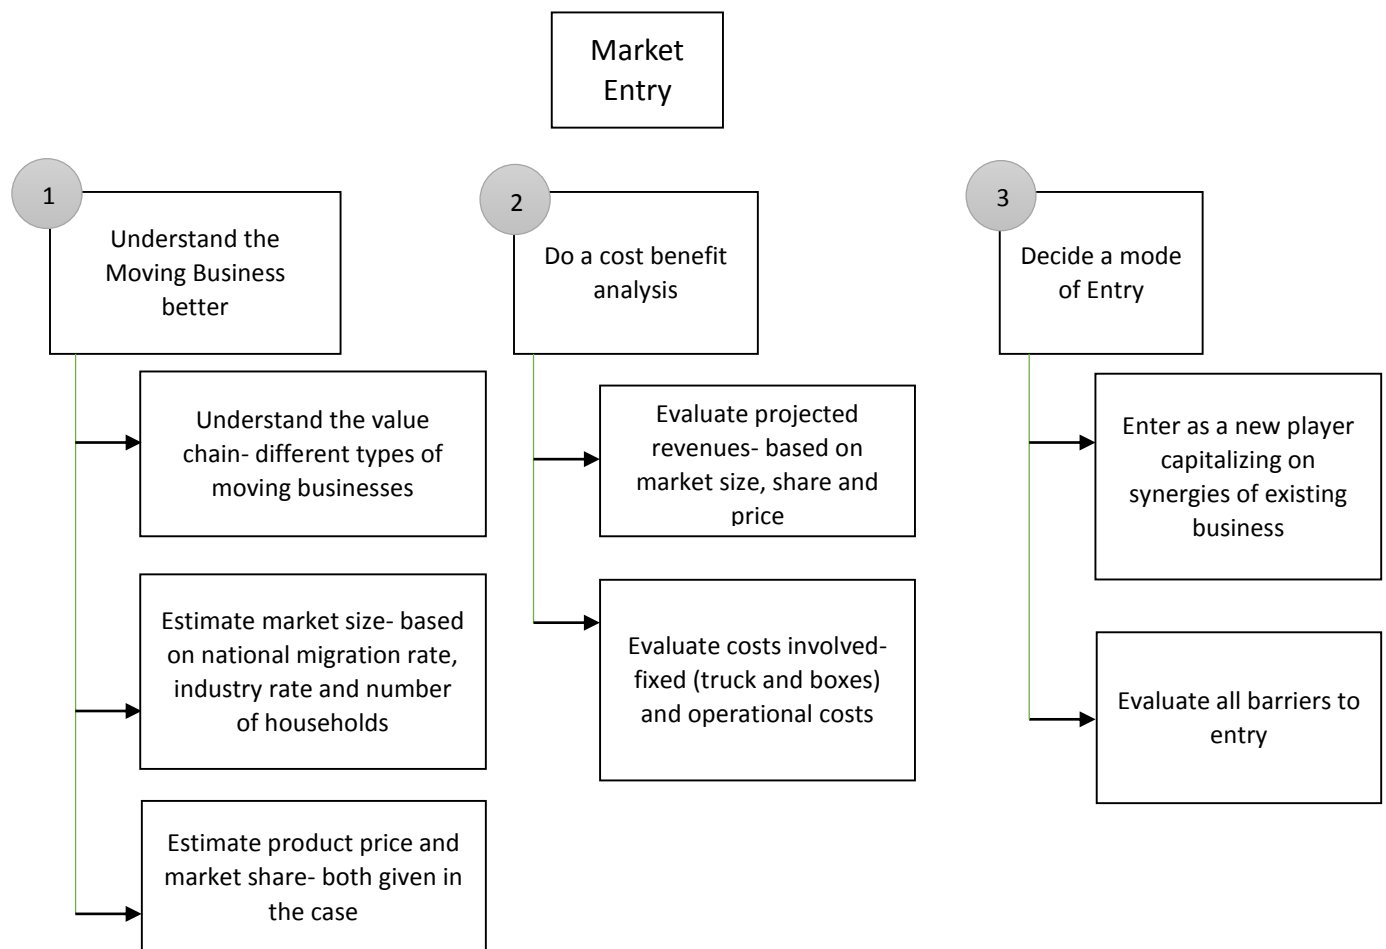 Market
Entry
1
Understand the
Moving Business
better
Understand the value
chain- different types of
moving businesses
Estimate market size- based
on national migration rate,
industry rate and number
of households
Estimate product price and
market share- both given in
the case
2
Do a cost benefit
analysis
Evaluate projected
revenues- based on
market size, share and
price
Evaluate costs involved-
fixed (truck and boxes)
and operational costs
3
Decide a mode
of Entry
Enter as a new player
capitalizing on
synergies of existing
business
Evaluate all barriers to
entry